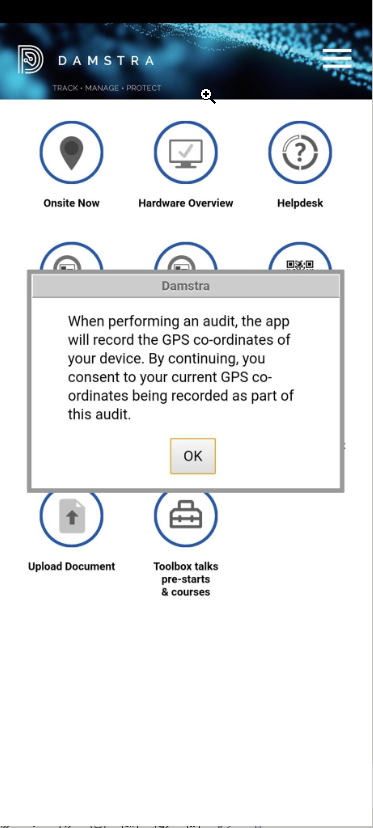 DAMSTRA
TRACK • MANAGE • PROTECT
Onsite Now
Hardware Overview
Helpdesk
Damstra
When performing an audit, the app
will record the GPS co-ordinates of
your device. By continuing, you
consent to your current GPS co-
ordinates being recorded as part of
this audit.
OK
Upload Document
Toolbox talks
pre-starts
& courses